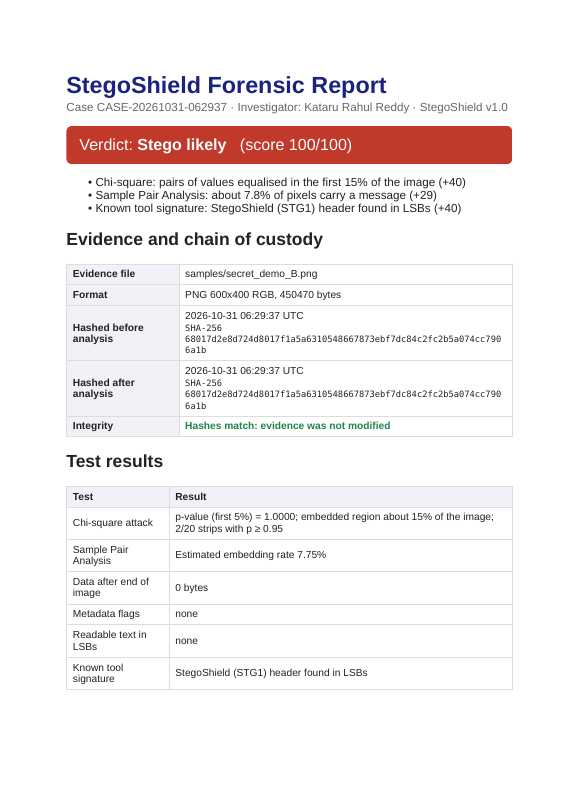 StegoShield Forensic Report
Case CASE-20261031-062937 · Investigator: Kataru Rahul Reddy · StegoShield v1.0
Verdict: Stego likely (score 100/100)
• Chi-square: pairs of values equalised in the first 15% of the image (+40)
• Sample Pair Analysis: about 7.8% of pixels carry a message (+29)
• Known tool signature: StegoShield (STG1) header found in LSBs (+40)
Evidence and chain of custody
Evidence file samples/secret_demo_B.png
Format PNG 600x400 RGB, 450470 bytes
Hashed before analysis
2026-10-31 06:29:37 UTC
SHA-256
68017d2e8d724d8017f1a5a6310548667873ebf7dc84c2fc2b5a074cc790
6a1b
Hashed after analysis
2026-10-31 06:29:37 UTC
SHA-256
68017d2e8d724d8017f1a5a6310548667873ebf7dc84c2fc2b5a074cc790
6a1b
Integrity Hashes match: evidence was not modified
Test results
Test Result
Chi-square attack
p-value (first 5%) = 1.0000; embedded region about 15% of the image;
2/20 strips with p ≥ 0.95
Sample Pair
Analysis
Estimated embedding rate 7.75%
Data after end of
image
0 bytes
Metadata flags none
Readable text in
LSBs
none
Known tool
signature
StegoShield (STG1) header found in LSBs